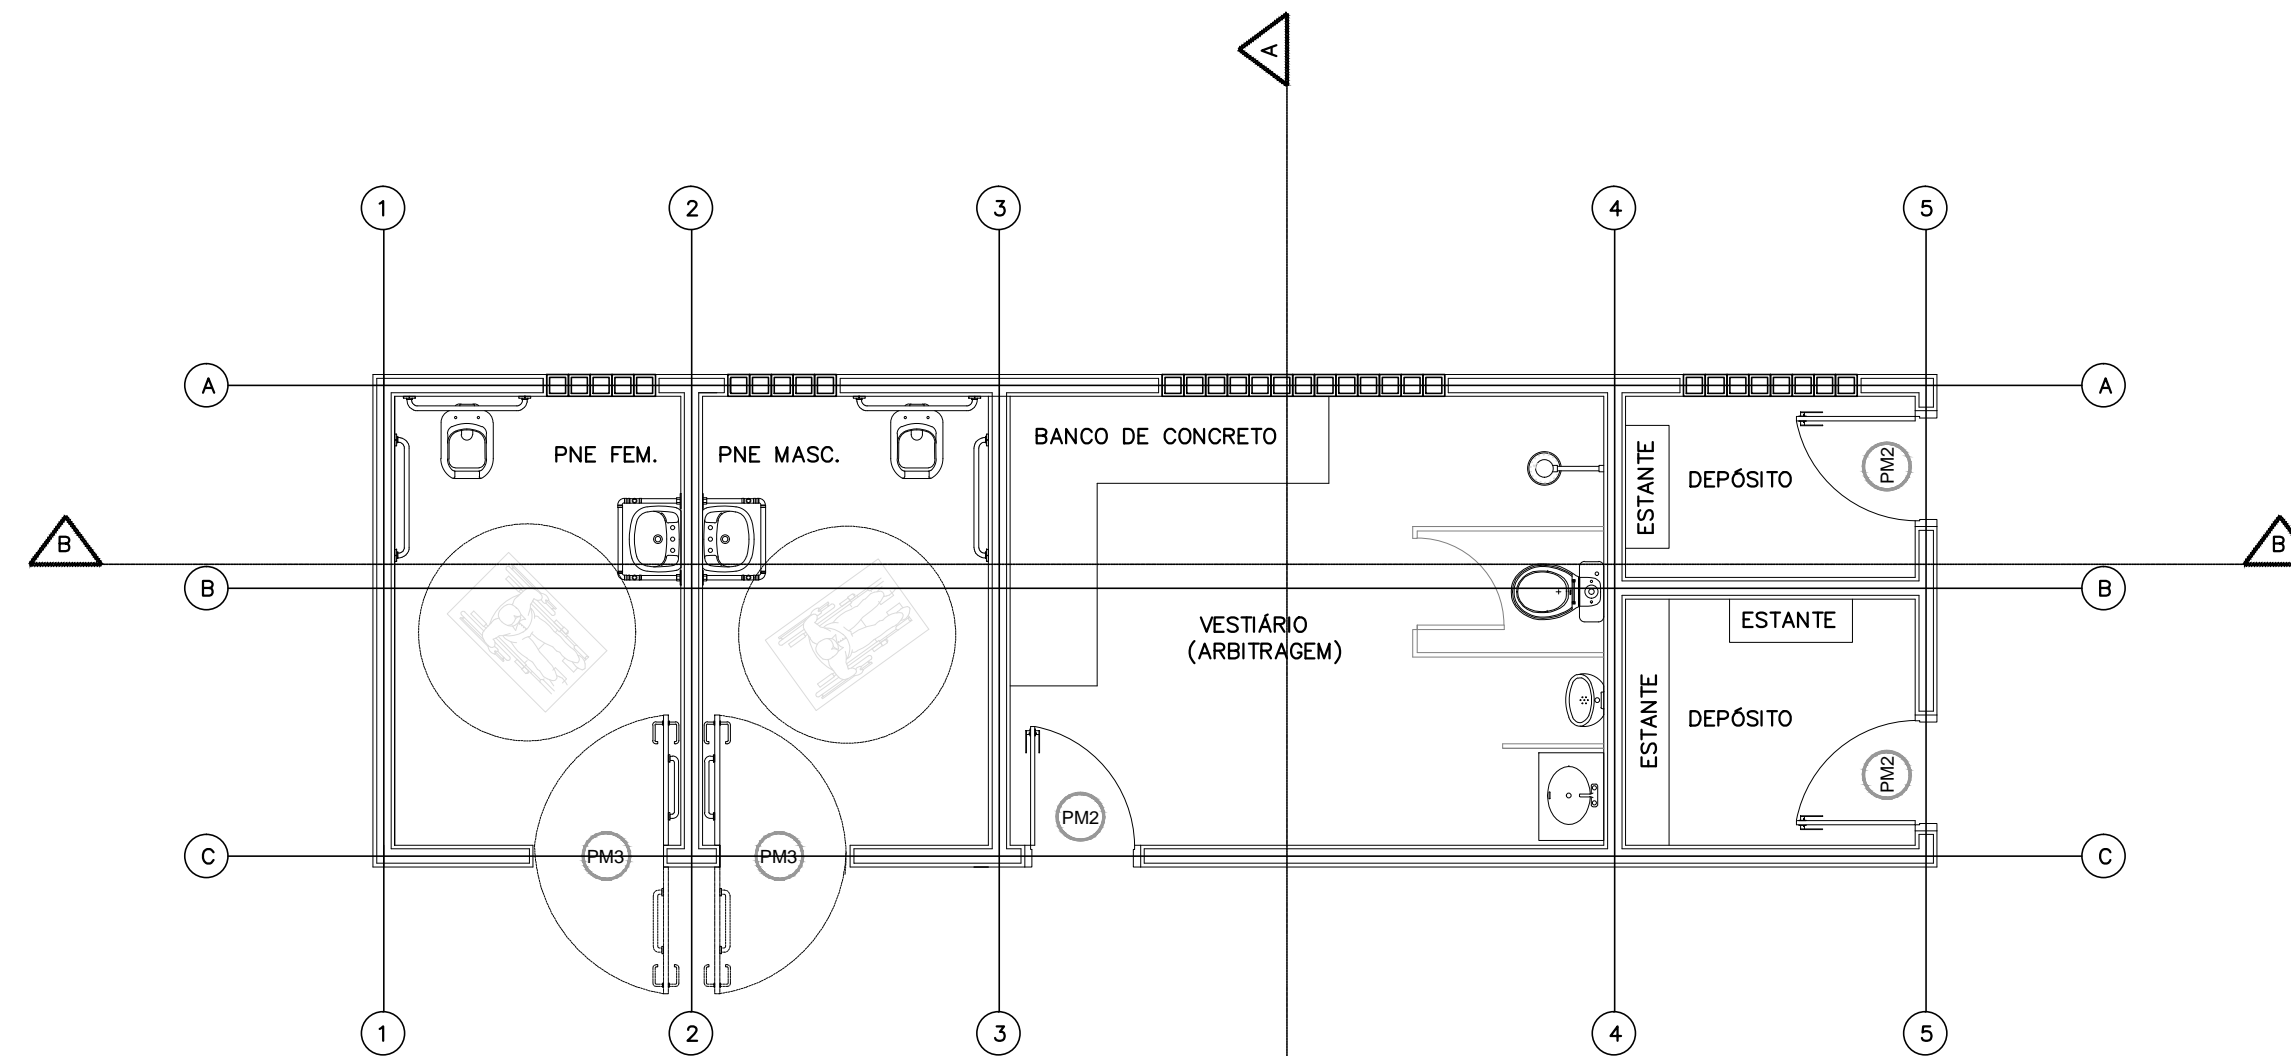 A
1 2 3 4 5
A A
BANCO DE CONCRETO
PNE FEM. PNE MASC.
PM2
ESTANTE
DEPÓSITO
B B
B B
VESTIÁRIO
(ARBITRAGEM)
ESTANTE
ESTANTE
DEPÓSITO
PM2
PM2
C PM3 PM3 C
1 2 3 4 5